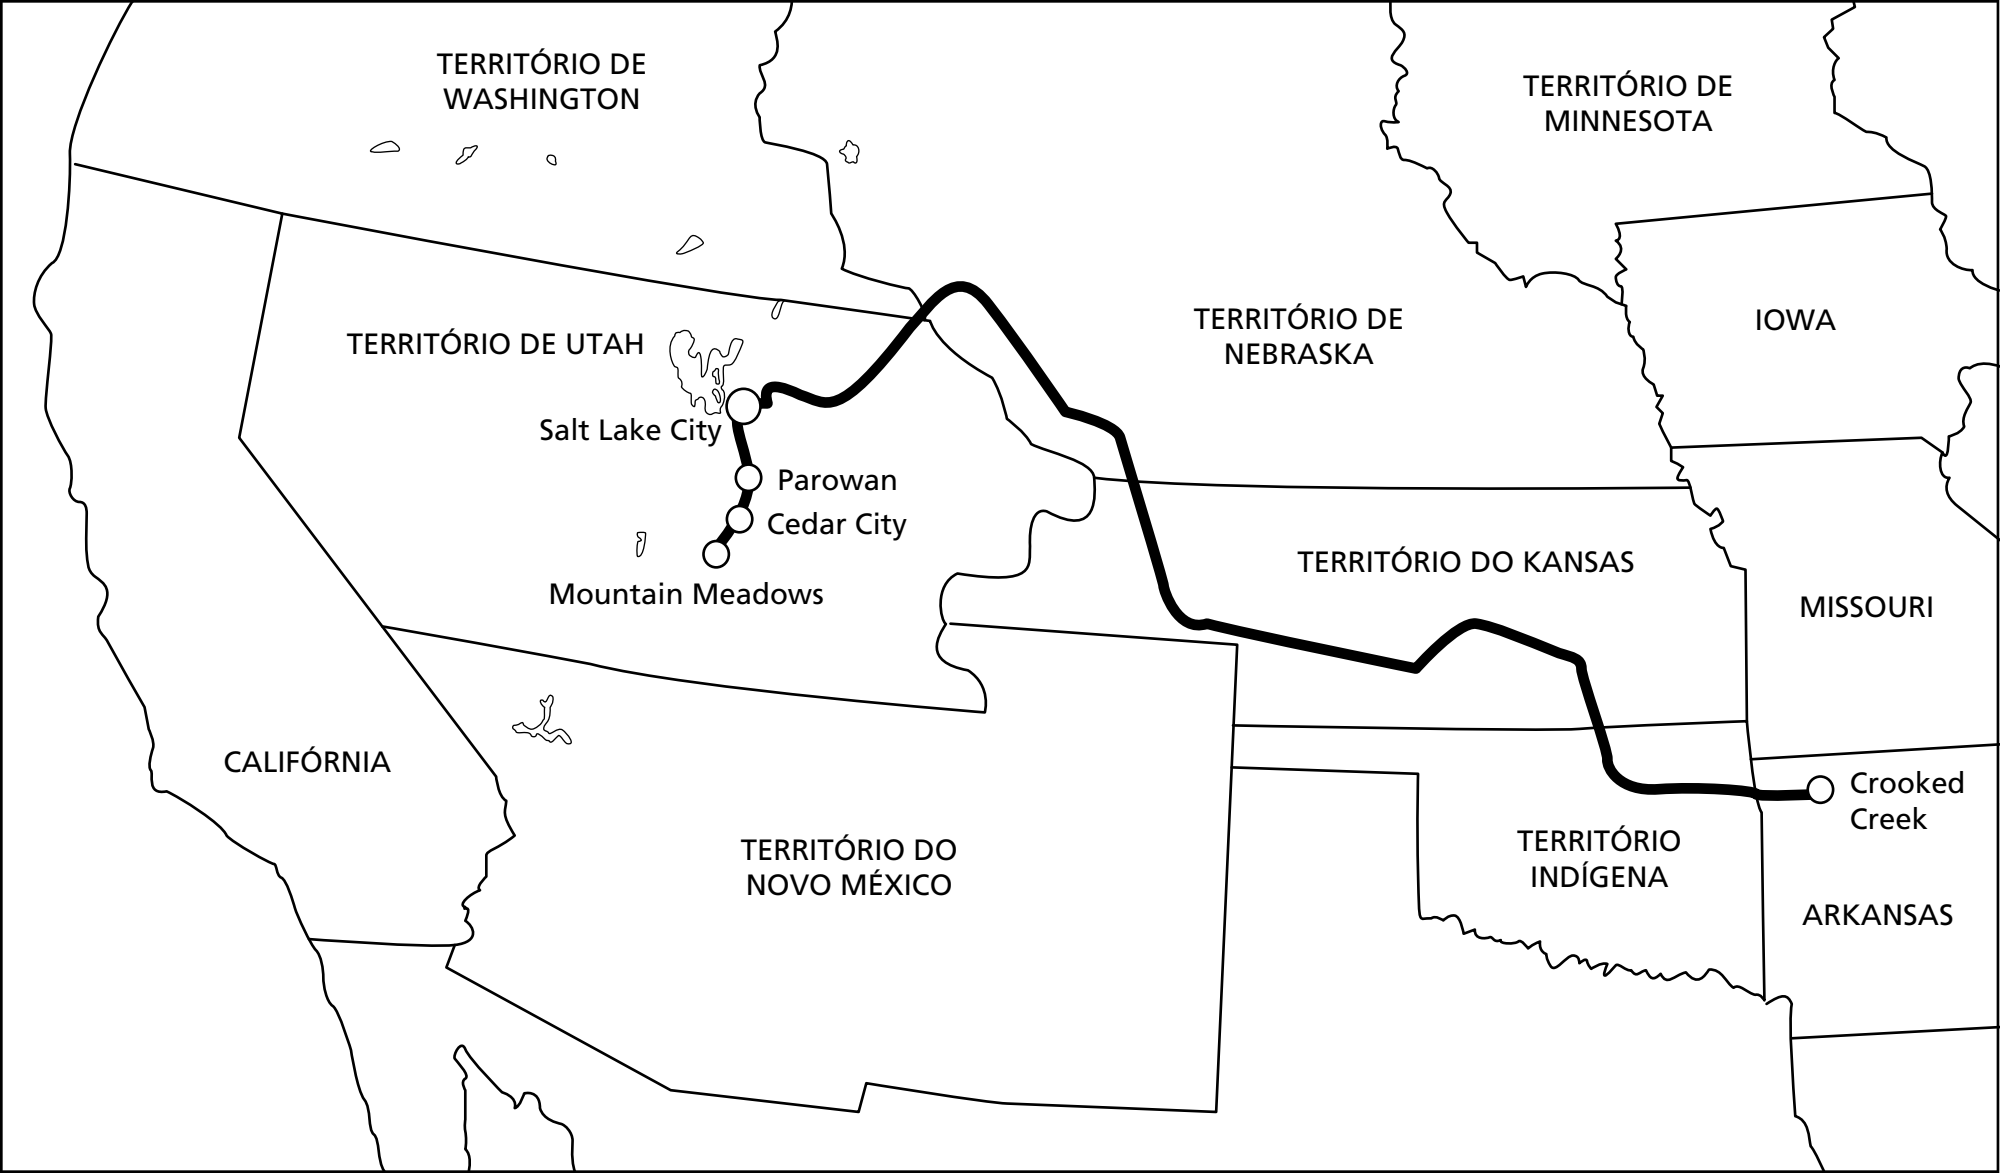 TERRITÓRIO DE
WASHINGTON
TERRITÓRIO DE
MINNESOTA
TERRITÓRIO DE UTAH
TERRITÓRIO DE
NEBRASKA
IOWA
Salt Lake City
Parowan
Cedar City
Mountain Meadows
TERRITÓRIO DO KANSAS
MISSOURI
CALIFÓRNIA
TERRITÓRIO DO
NOVO MÉXICO
TERRITÓRIO
INDÍGENA
Crooked
Creek
ARKANSAS